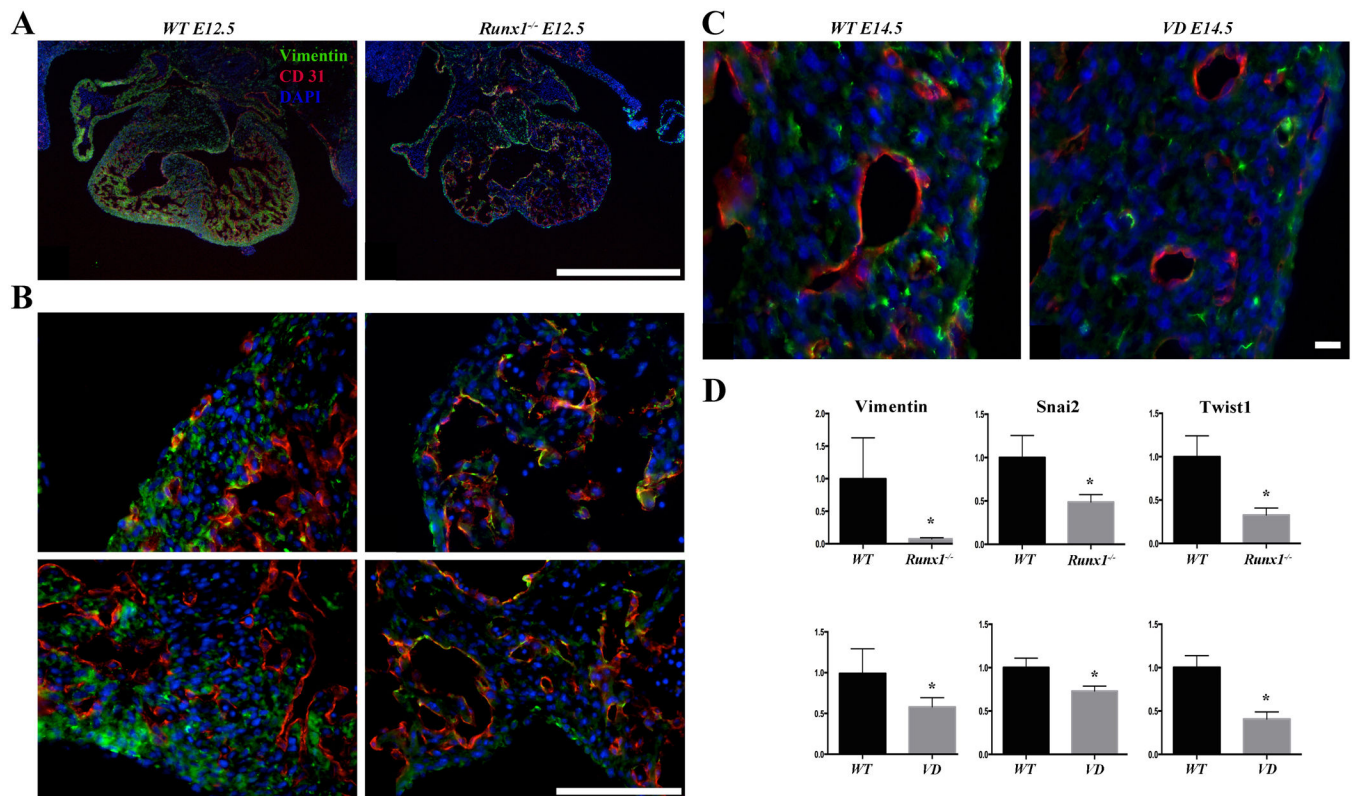 A
WT E12.5
Runx1-/- E12.5
Vimentin
CD 31
DAPI
B
C
WT E14.5
VD E14.5
D
Vimentin
2.0
1.5
1.0
0.5
0.0
*
WT
Runx1-/-
Snai2
1.5
1.0
0.5
0.0
*
WT
Runx1-/-
Twist1
1.5
1.0
0.5
0.0
*
WT
Runx1-/-
1.5
1.0
0.5
0.0
*
WT
VD
1.5
1.0
0.5
0.0
*
WT
VD
1.5
1.0
0.5
0.0
*
WT
VD